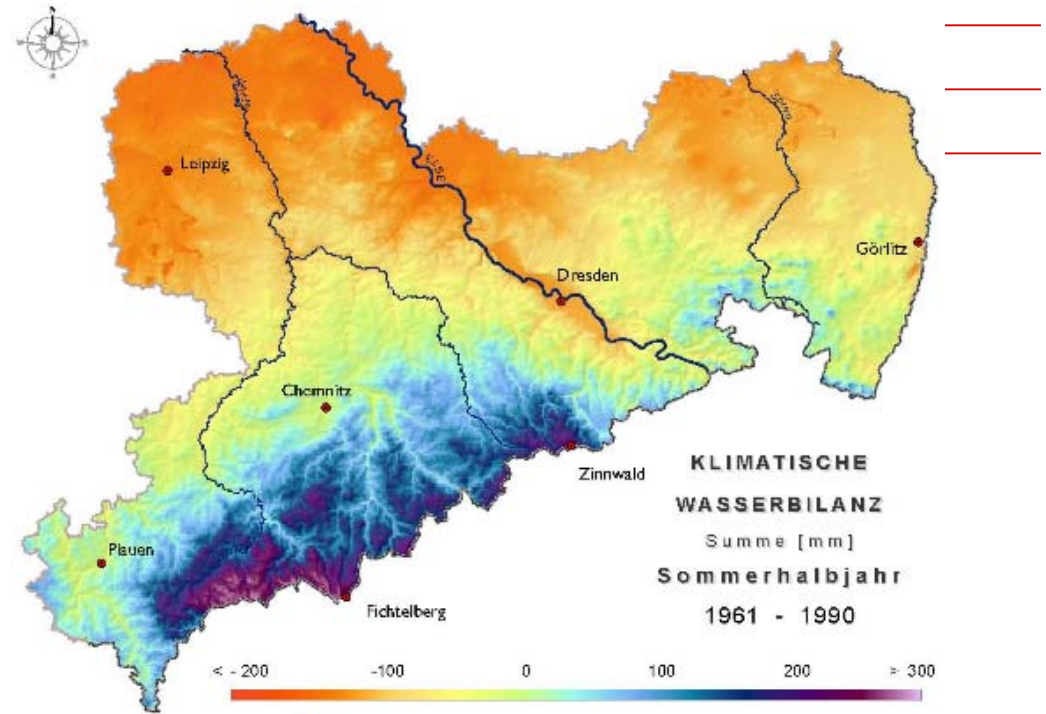 Leipzig
ELBE
Görlitz
Dresden
Chemnitz
Zinnwald
KLIMATISCHE
WASSERBILANZ
Summe [mm]
Sommerhalbjahr
1961 - 1990
Plauen
Fichtelberg
< - 200 -100 0 100 200 > 300